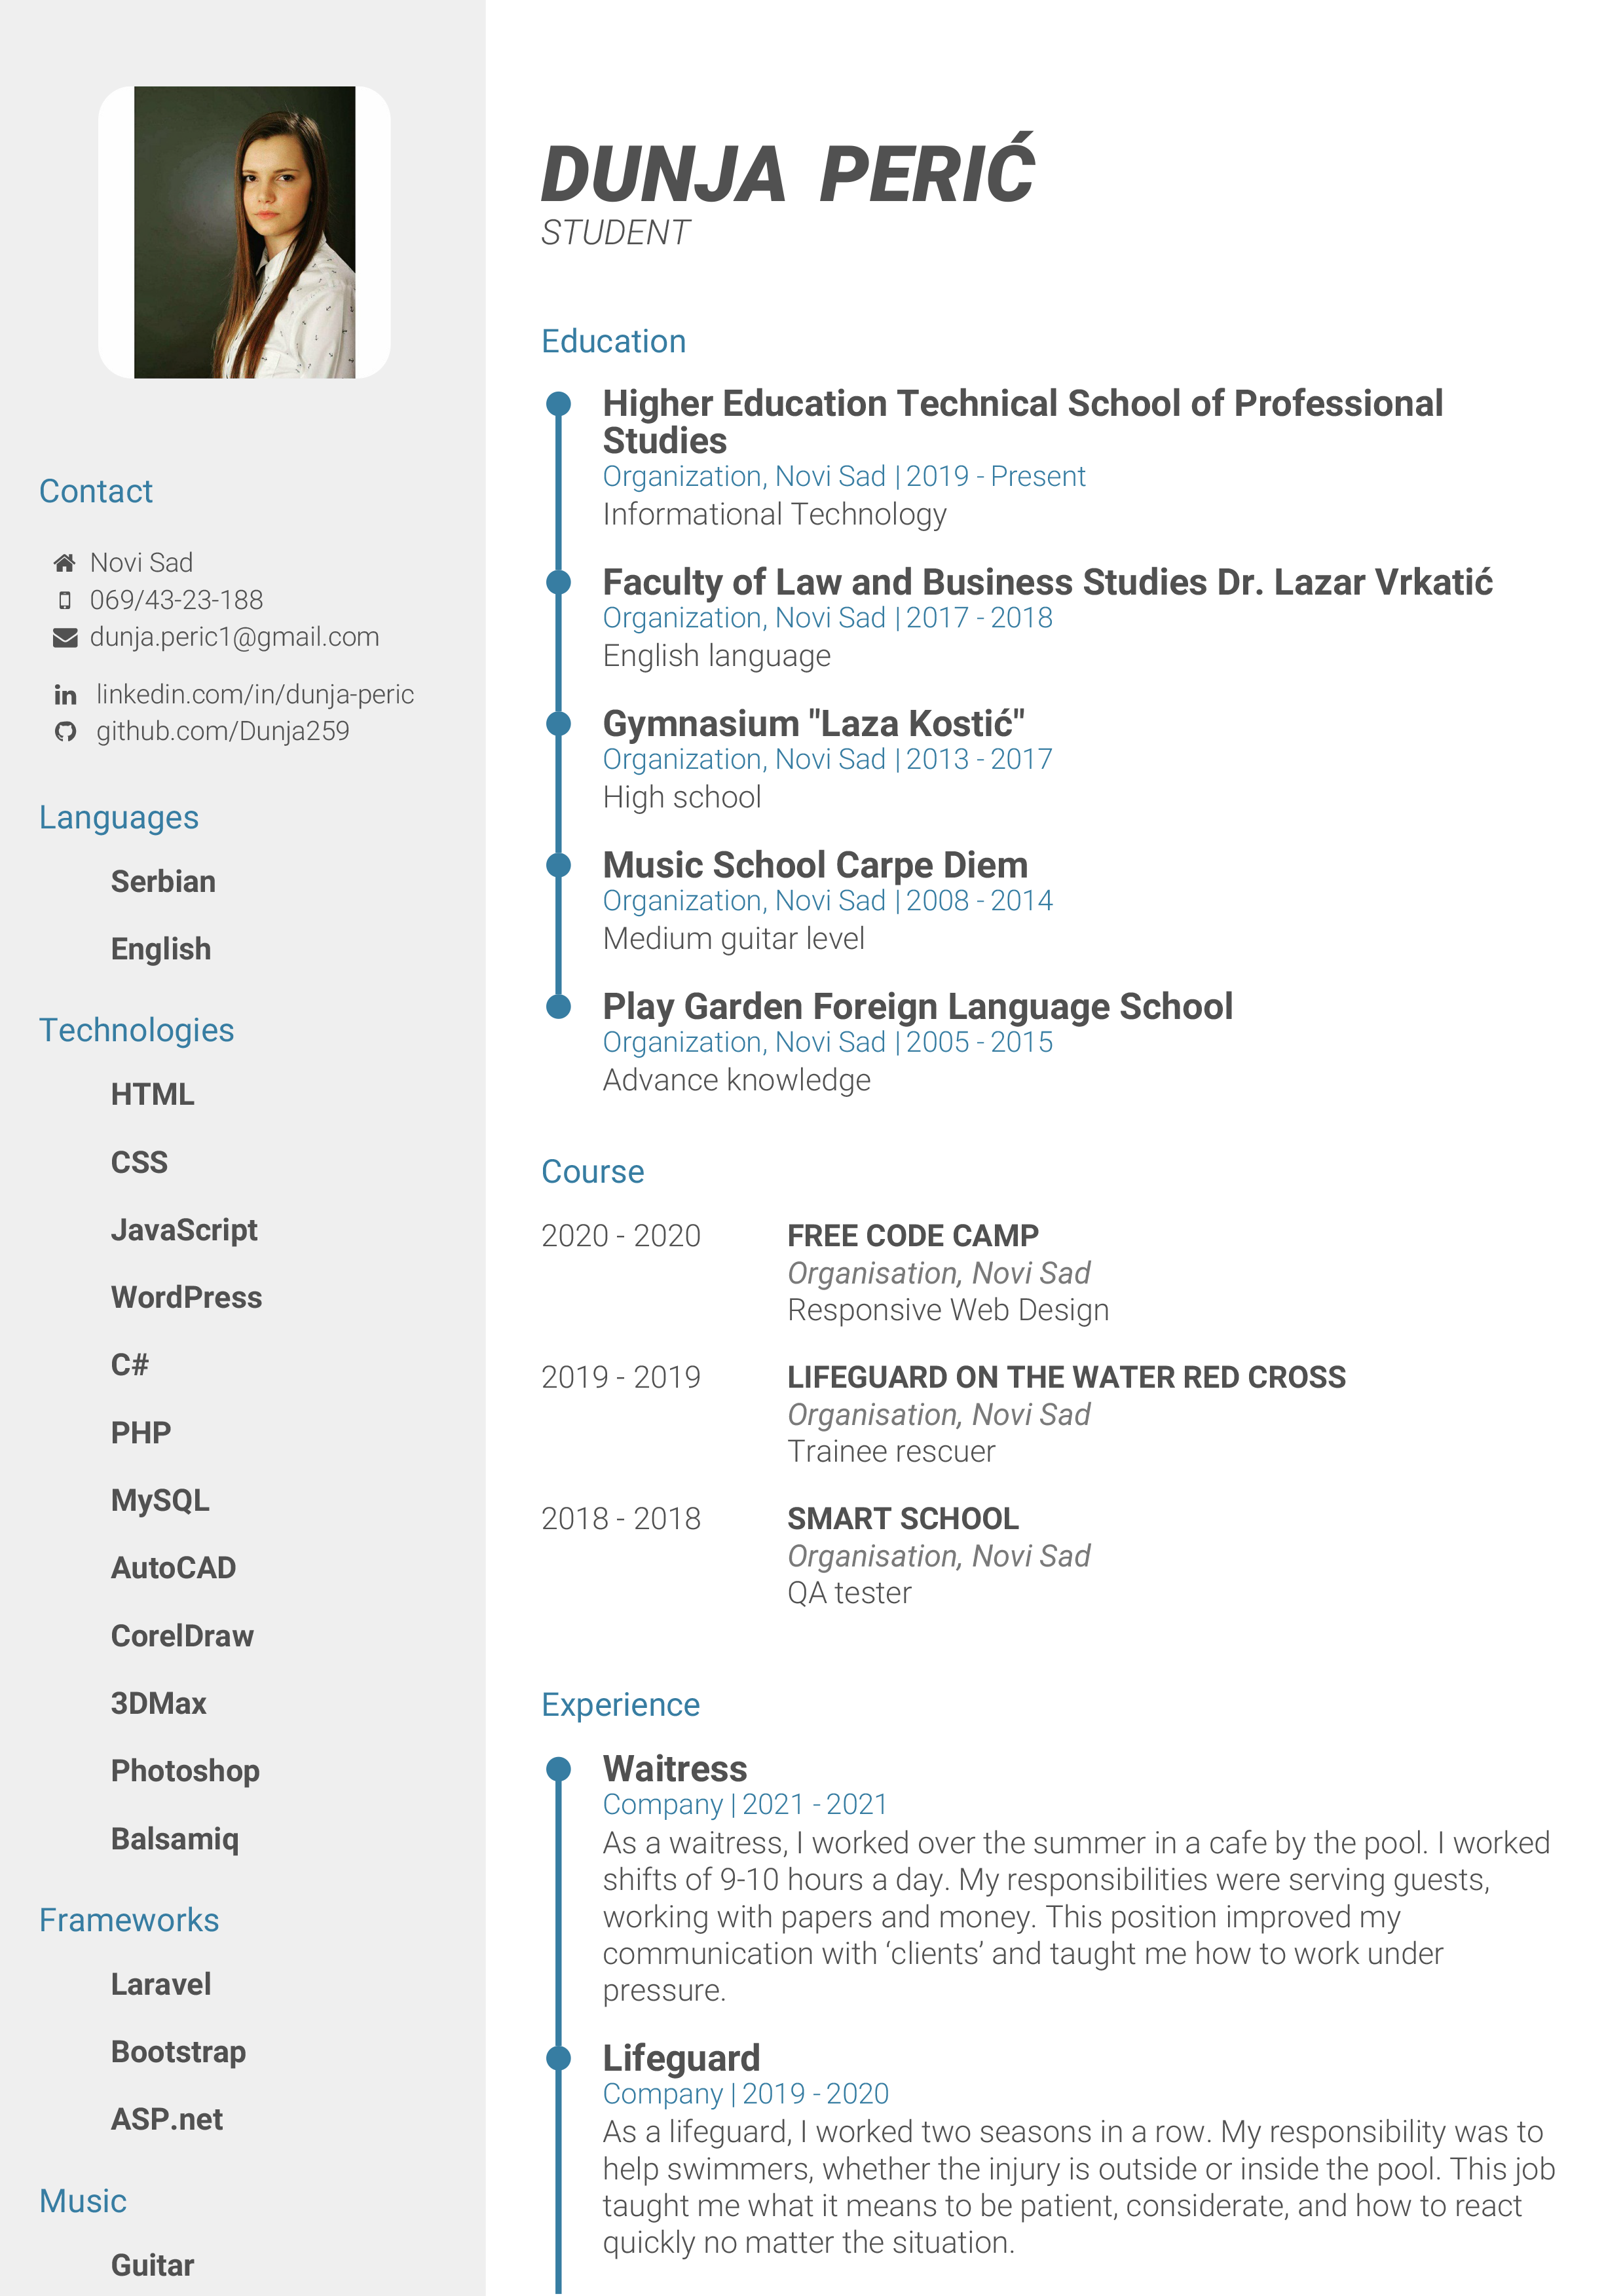 DUNJA PERIĆ
STUDENT
Contact
Novi Sad
069/43-23-188
dunja.peric1@gmail.com
linkedin.com/in/dunja-peric
github.com/Dunja259
Languages
Serbian
English
Technologies
HTML
CSS
JavaScript
WordPress
C#
PHP
MySQL
AutoCAD
CorelDraw
3DMax
Photoshop
Balsamiq
Frameworks
Laravel
Bootstrap
ASP.net
Music
Guitar
Education
Higher Education Technical School of Professional
Studies
Organization, Novi Sad | 2019 - Present
Informational Technology
Faculty of Law and Business Studies Dr. Lazar Vrkatić
Organization, Novi Sad | 2017 - 2018
English language
Gymnasium "Laza Kostić"
Organization, Novi Sad | 2013 - 2017
High school
Music School Carpe Diem
Organization, Novi Sad | 2008 - 2014
Medium guitar level
Play Garden Foreign Language School
Organization, Novi Sad | 2005 - 2015
Advance knowledge
Course
2020 - 2020 FREE CODE CAMP
Organisation, Novi Sad
Responsive Web Design
2019 - 2019 LIFEGUARD ON THE WATER RED CROSS
Organisation, Novi Sad
Trainee rescuer
2018 - 2018 SMART SCHOOL
Organisation, Novi Sad
QA tester
Experience
Waitress
Company | 2021 - 2021
As a waitress, I worked over the summer in a cafe by the pool. I worked
shifts of 9-10 hours a day. My responsibilities were serving guests,
working with papers and money. This position improved my
communication with ‘clients’ and taught me how to work under
pressure.
Lifeguard
Company | 2019 - 2020
As a lifeguard, I worked two seasons in a row. My responsibility was to
help swimmers, whether the injury is outside or inside the pool. This job
taught me what it means to be patient, considerate, and how to react
quickly no matter the situation.